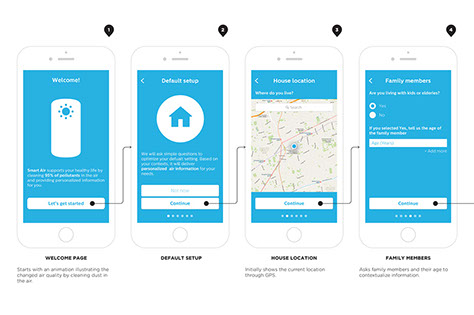 1
2
3
4
Welcome!
Smart Air supports your healthy life by
cleaning 95% of pollutants in the air
and providing personalized information
for you.
Let's get started
Default setup
We will ask simple questions to
optimize your default setting. Based on
your contexts, it will deliver
personalized air information for your
needs.
Not now
Continue
House location
Where do you live?
Search
Continue
Family members
Are you living with kids or elderies?
Yes
No
If you selected Yes, tell us the age of
the family member
Age (Years)
+ Add more
Continue
WELCOME PAGE
Starts with an animation illustrating the
changed air quality by cleaning dust in
the air.
DEFAULT SETUP
HOUSE LOCATION
Initially shows the current location
through GPS.
FAMILY MEMBERS
Asks family members and their age to
contextualize information.